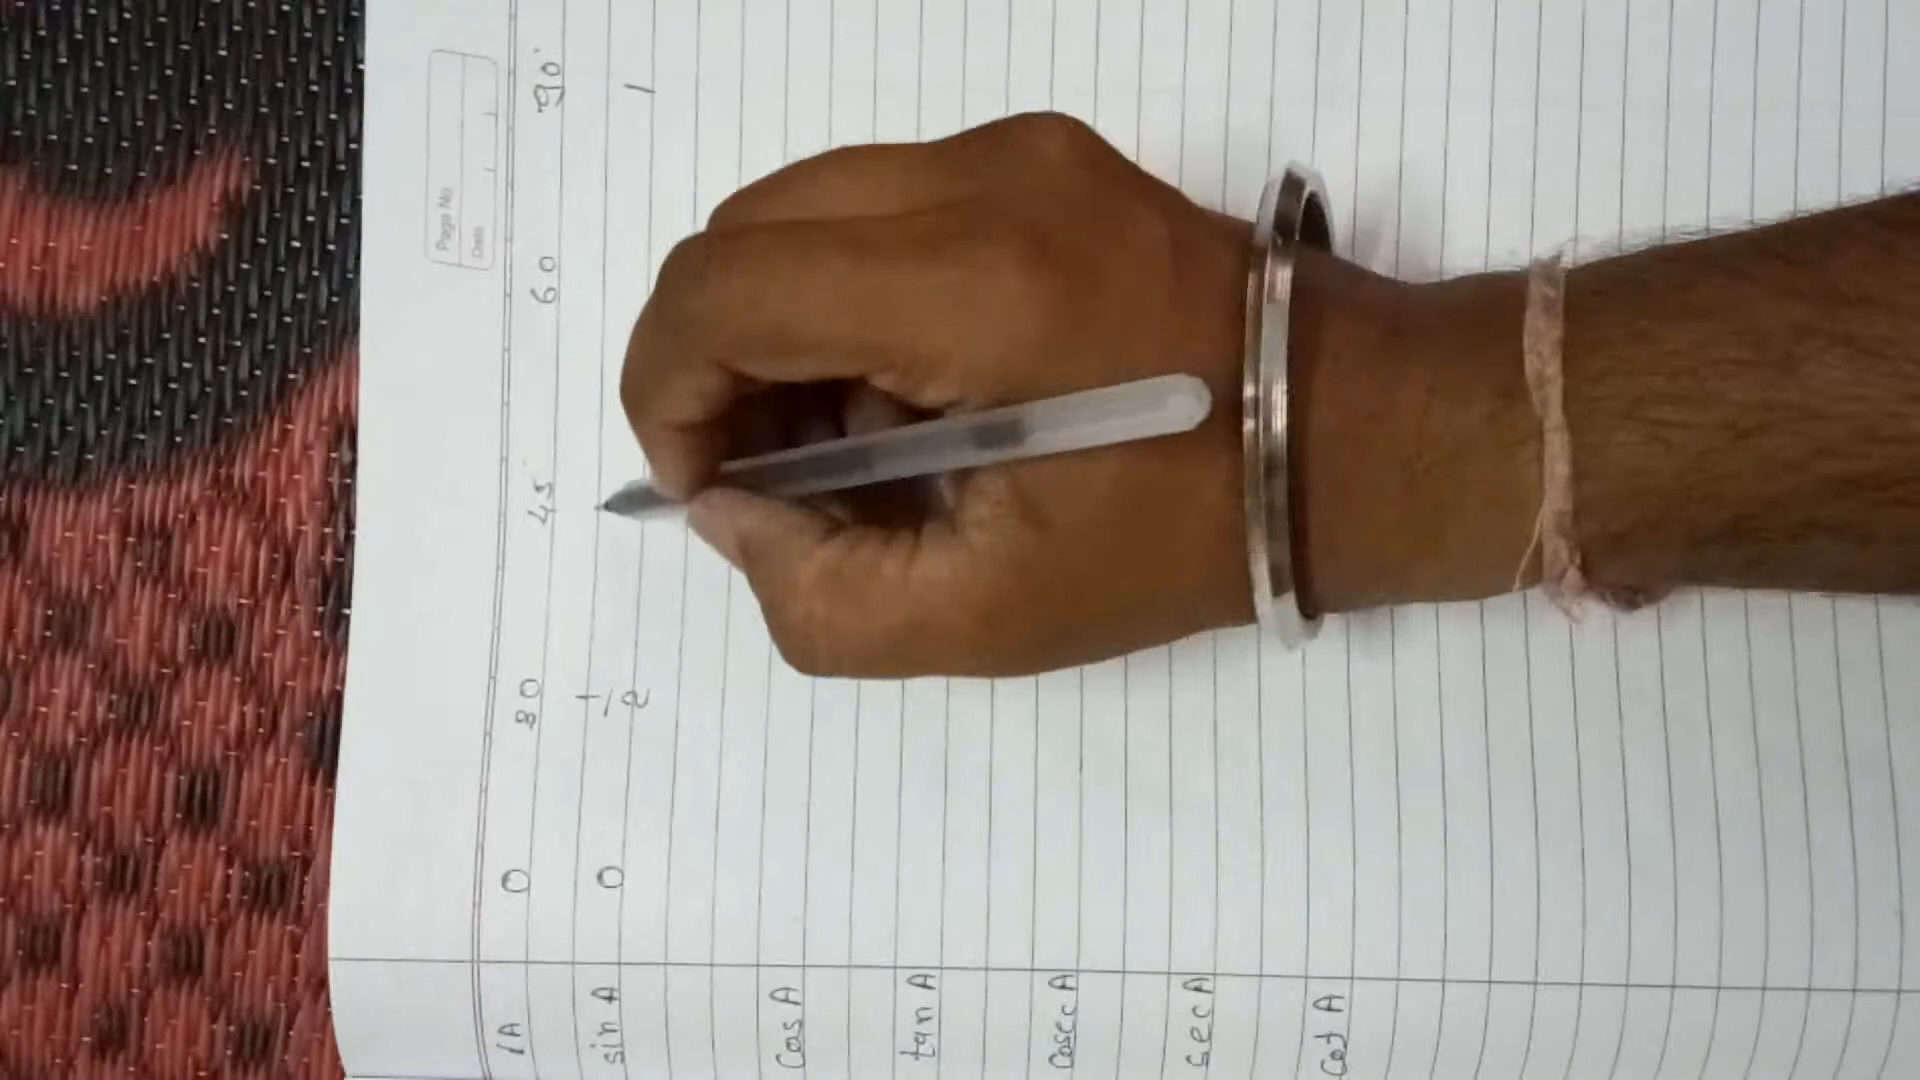 Page No
Date
∠A 0 30 45 60 90°
sin A 0 1/2 1
Cos A
tan A
Cosec A
sec A
Cot A